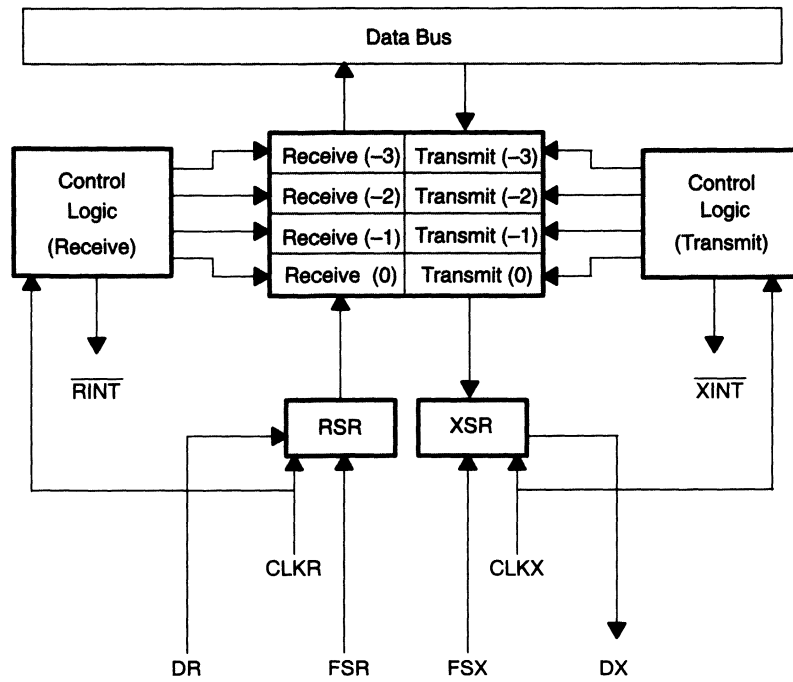 Data Bus
Receive (–3) Transmit (–3)
Receive (–2) Transmit (–2)
Receive (–1) Transmit (–1)
Receive (0) Transmit (0)
Control
Logic
(Receive)
Control
Logic
(Transmit)
RINT
XINT
RSR
XSR
CLKR
CLKX
DR
FSR
FSX
DX